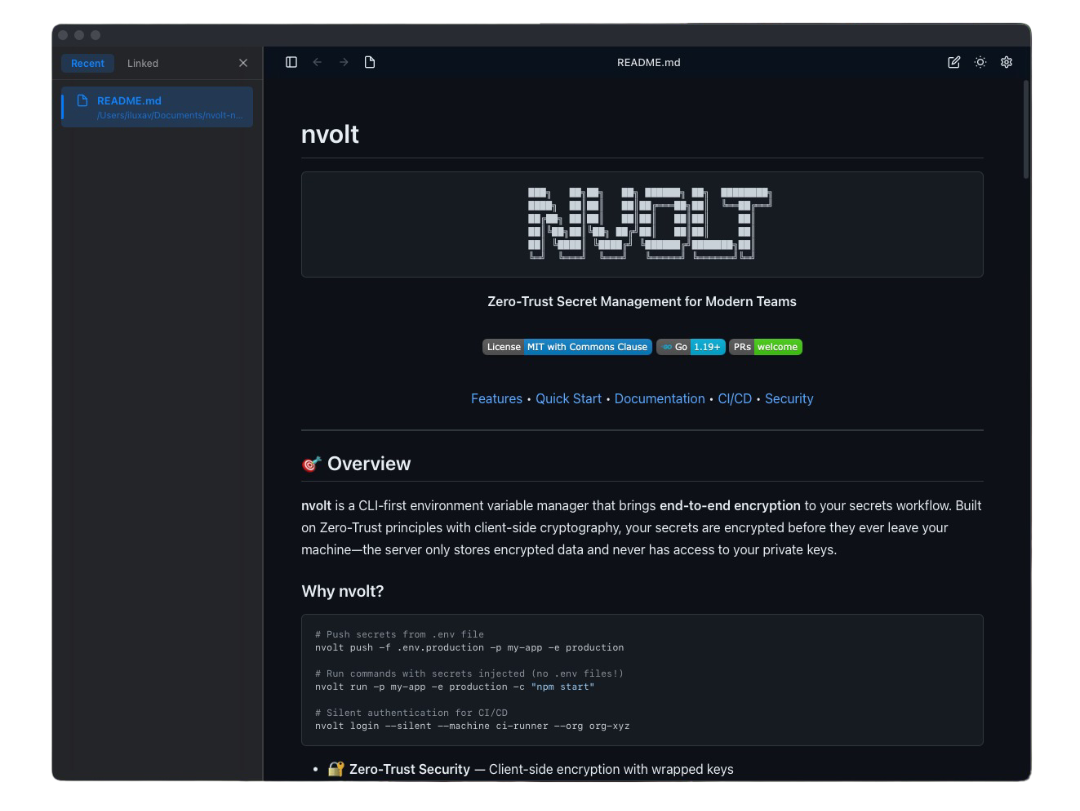 Recent Linked
README.md
README.md
/Users/iluxav/Documents/nvolt-n...
nvolt
NVOLT
Zero-Trust Secret Management for Modern Teams
License MIT with Commons Clause Go 1.19+ PRs welcome
Features • Quick Start • Documentation • CI/CD • Security
🎯 Overview
nvolt is a CLI-first environment variable manager that brings end-to-end encryption to your secrets workflow. Built
on Zero-Trust principles with client-side cryptography, your secrets are encrypted before they ever leave your
machine—the server only stores encrypted data and never has access to your private keys.
Why nvolt?
# Push secrets from .env file
nvolt push -f .env.production -p my-app -e production
# Run commands with secrets injected (no .env files!)
nvolt run -p my-app -e production -c "npm start"
# Silent authentication for CI/CD
nvolt login --silent --machine ci-runner --org org-xyz
• 🔐 Zero-Trust Security — Client-side encryption with wrapped keys